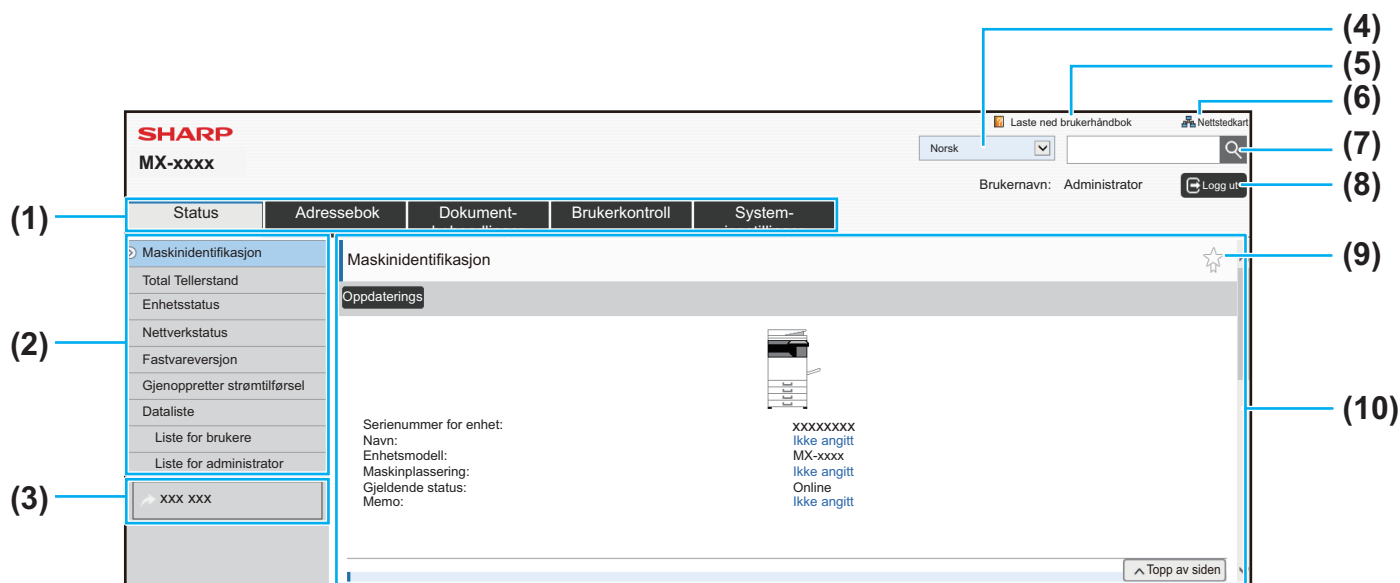 (4)
(5)
(6)
Laste ned brukerhåndbok Nettstedkart
SHARP
MX-xxxx
Norsk
(7)
Brukernavn: Administrator Logg ut
(8)
(1)
Status Adressebok Dokument- Brukerkontroll System-
(2)
Maskinidentifikasjon
Total Tellerstand
Enhetsstatus
Nettverkstatus
Fastvareversjon
Gjenoppretter strømtilførsel
Dataliste
Liste for brukere
Liste for administrator
(3)
xxx xxx
Maskinidentifikasjon
(9)
Oppdaterings
(10)
Serienummer for enhet: xxxxxxxx
Navn: Ikke angitt
Enhetsmodell: MX-xxxx
Maskinplassering: Ikke angitt
Gjeldende status: Online
Memo: Ikke angitt
Topp av siden